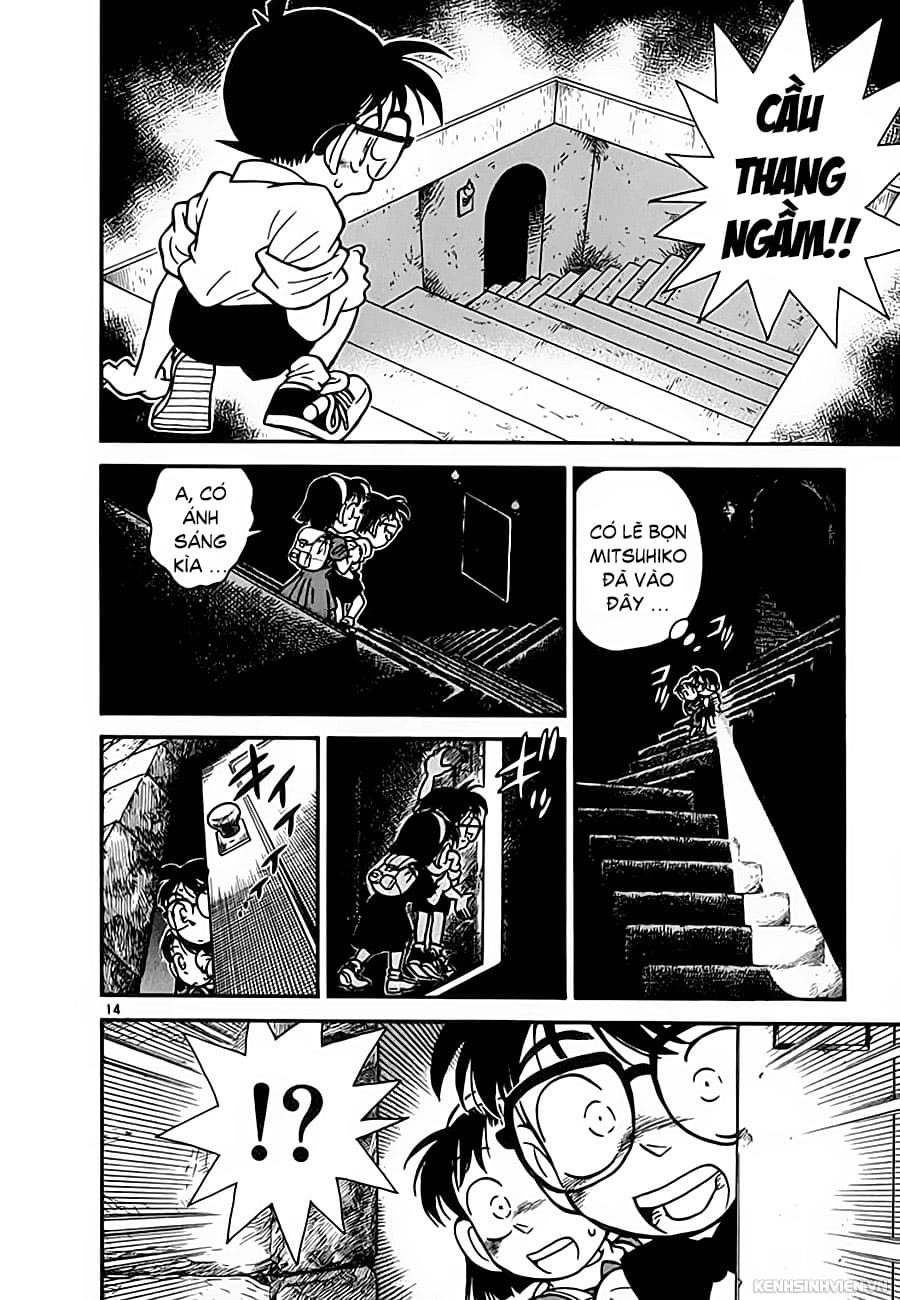 CẦU
THANG
NGẦM!!
CÓ LẼ BỌN
MITSUHIKO
ĐÃ VÀO
ĐÂY ...
A, CÓ
ÁNH
SÁNG
KÌA ...
14
!?
KENHSINHVIEN.VN